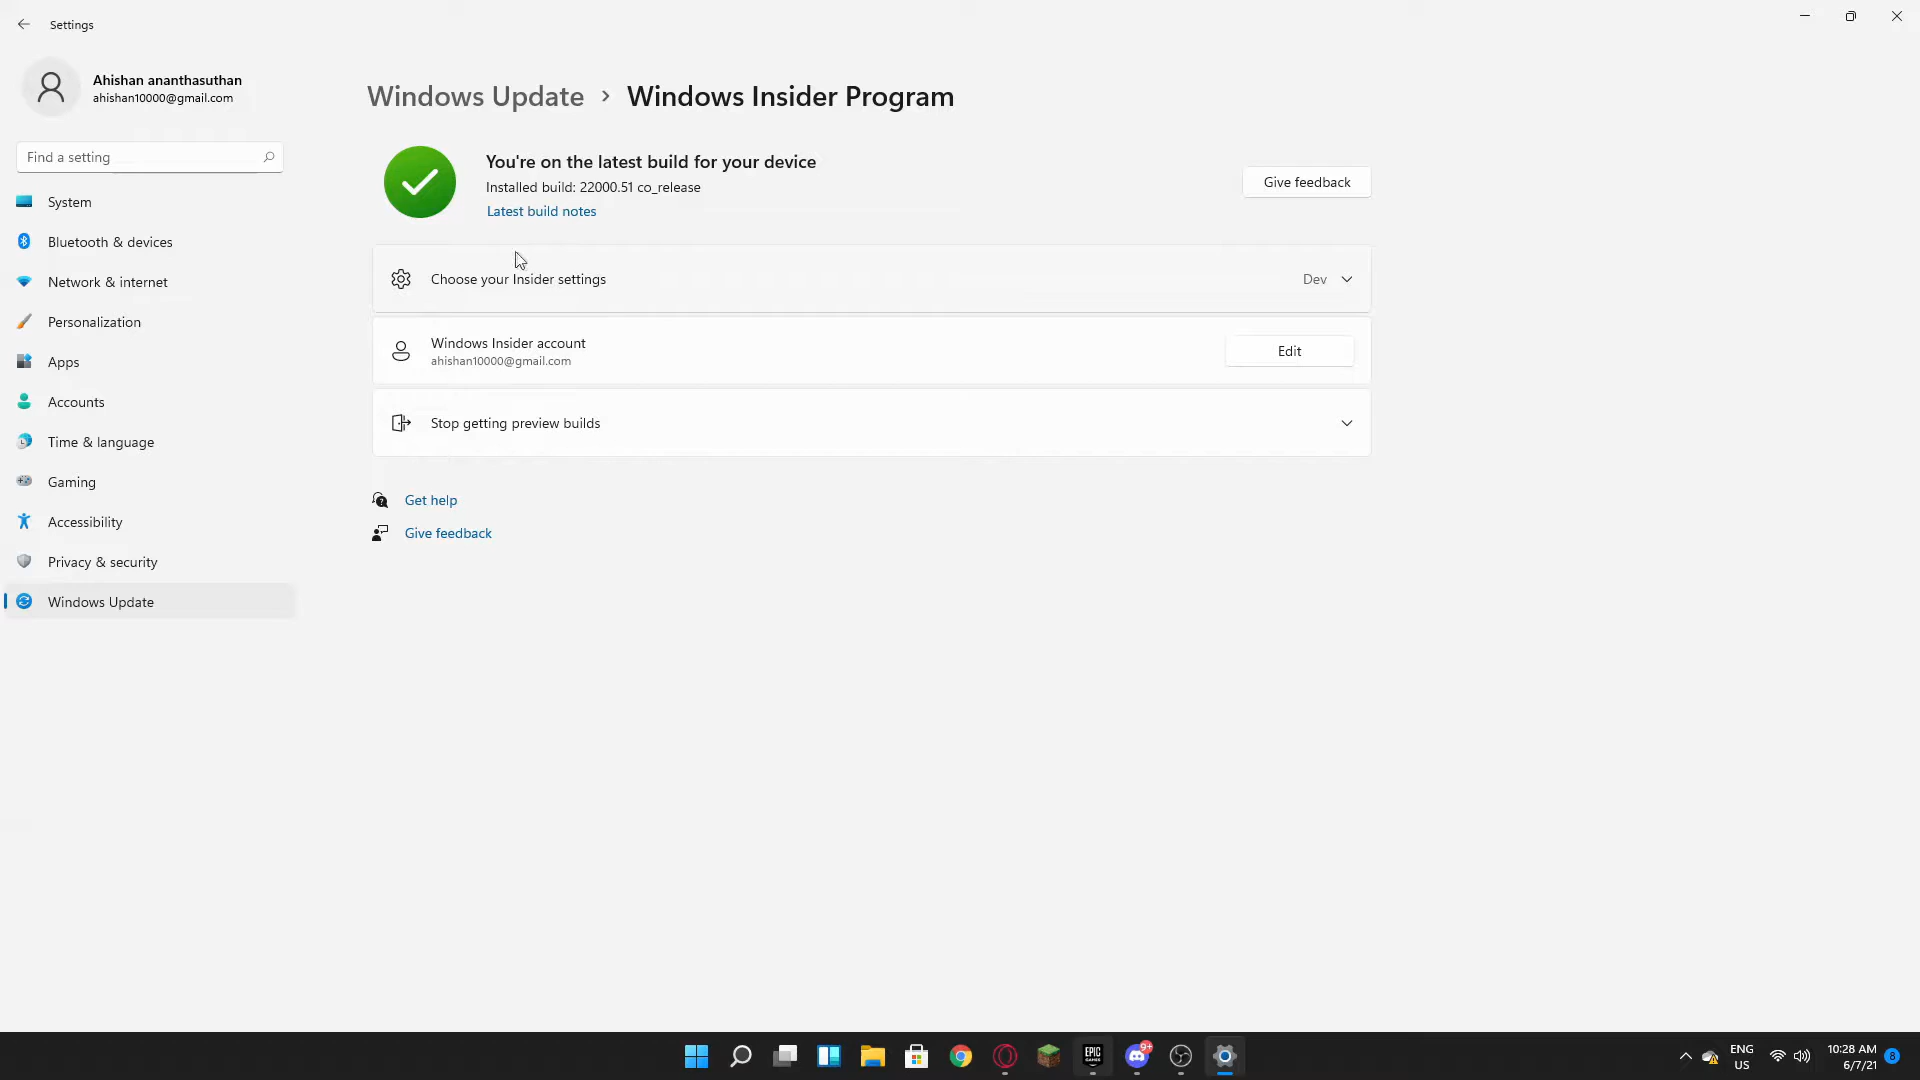 Settings
Ahishan ananthasuthan
ahishan10000@gmail.com
Find a setting
System
Bluetooth & devices
Network & internet
Personalization
Apps
Accounts
Time & language
Gaming
Accessibility
Privacy & security
Windows Update
Windows Update > Windows Insider Program
You're on the latest build for your device
Installed build: 22000.51 co_release
Latest build notes
Give feedback
Choose your Insider settings
Dev
Windows Insider account
ahishan10000@gmail.com
Edit
Stop getting preview builds
Get help
Give feedback
EPIC
GAMES
9+
ENG
US
10:28 AM
6/7/21
8